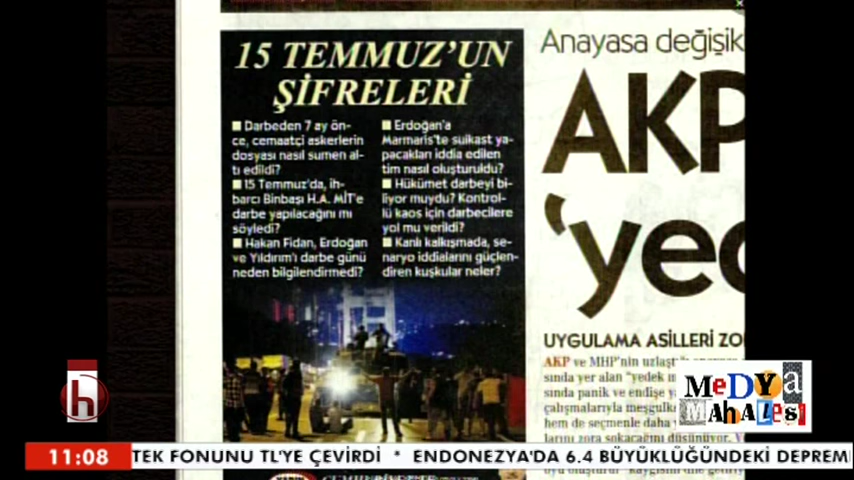 15 TEMMUZ'UN
ŞİFRELERİ
Darbeden 7 ay ön-
ce, cemaatçi askerlerin
dosyası nasıl sumen al-
tı edildi?
15 Temmuz'da, ih-
barcı Binbaşı H.A. MİT'e
darbe yapılacağını mı
söyledi?
Hakan Fidan, Erdoğan
ve Yıldırım'ı darbe günü
neden bilgilendirmedi?
Erdoğan'a
Marmaris'te suikast ya-
pacakları iddia edilen
tim nasıl oluşturuldu?
Hükümet darbeyi bi-
liyor muydu? Kontrol-
lü kaos için darbecilere
yol mu verildi?
Kanlı kalkışmada, se-
naryo iddialarını güçlen-
diren kuşkular neler?
Anayasa değişik
AKP
'yed
UYGULAMA ASİLLERİ ZO
AKP ve MHP'nin
sında yer alan "yedek
sında panik ve endişe
çalışmalarıyla meşgul
hem de seçmenle daha
larını zora sokacağını düşünüyor.
h
MeDYa
MaHalesi
11:08 TEK FONUNU TL'YE ÇEVİRDİ * ENDONEZYA'DA 6.4 BÜYÜKLÜĞÜNDEKİ DEPREM